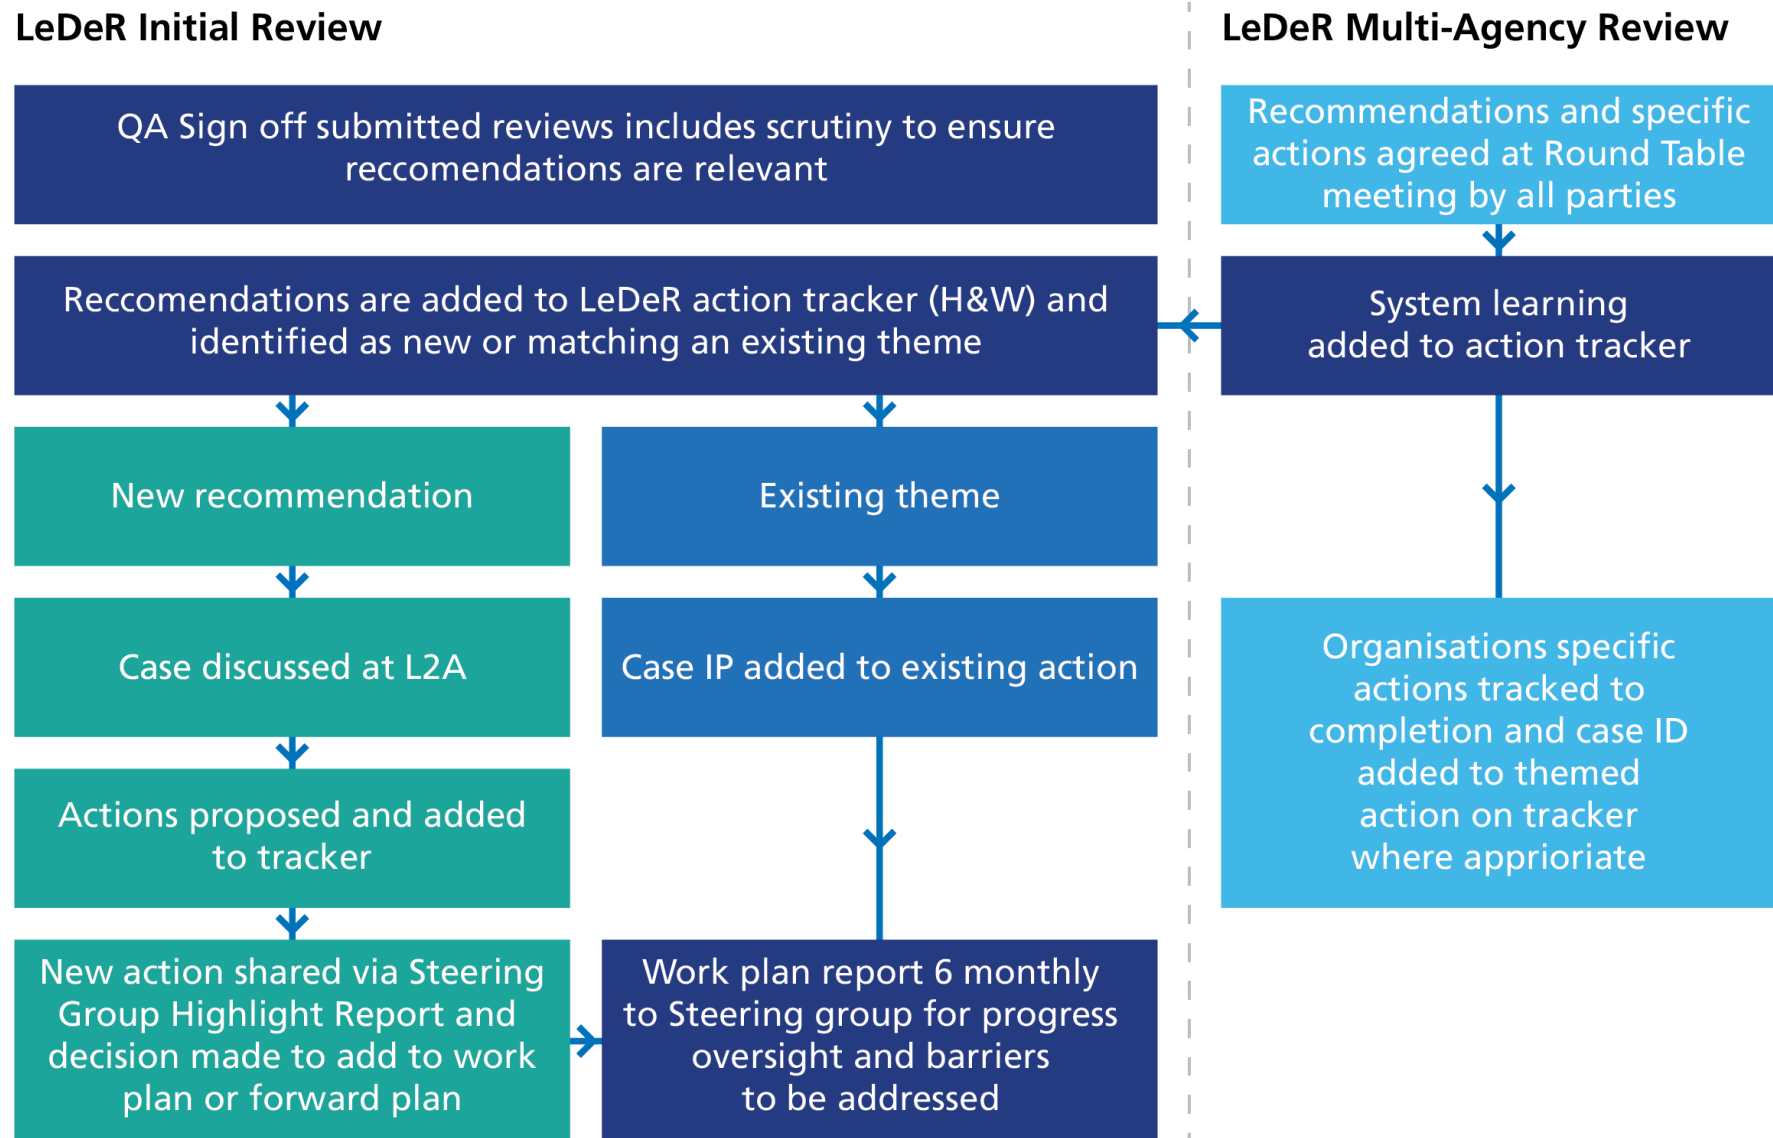 LeDeR Initial Review
QA Sign off submitted reviews includes scrutiny to ensure
reccomendations are relevant
Reccomendations are added to LeDeR action tracker (H&W) and
identified as new or matching an existing theme
New recommendation
Existing theme
Case discussed at L2A
Case IP added to existing action
Actions proposed and added
to tracker
New action shared via Steering
Group Highlight Report and
decision made to add to work
plan or forward plan
Work plan report 6 monthly
to Steering group for progress
oversight and barriers
to be addressed
LeDeR Multi-Agency Review
Recommendations and specific
actions agreed at Round Table
meeting by all parties
System learning
added to action tracker
Organisations specific
actions tracked to
completion and case ID
added to themed
action on tracker
where apprioriate